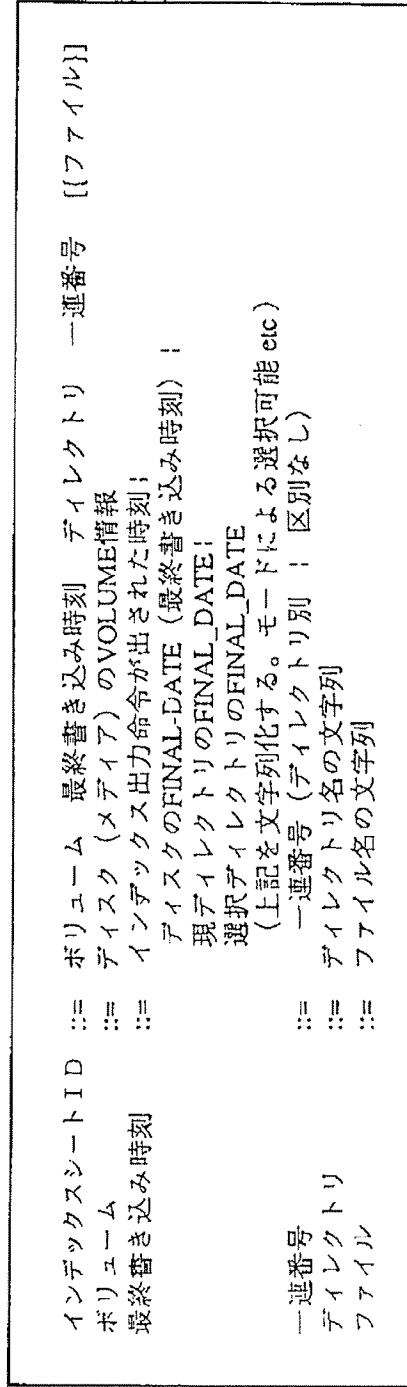 インデックスシートID ::= ボリューム 最終書き込み時刻 ディレクトリ 一連番号 [{ファイル}]
ボリューム ::= ディスク（メディア）のVOLUME情報
最終書き込み時刻 ::= インデックス出力命令が出された時刻 ¦
ディスクのFINAL-DATE（最終書き込み時刻）¦
現ディレクトリのFINAL_DATE ¦
選択ディレクトリのFINAL_DATE
（上記を文字列化する。モードによる選択可能 etc）
一連番号 ::= 一連番号（ディレクトリ別 ¦ 区別なし）
ディレクトリ ::= ディレクトリ名の文字列
ファイル ::= ファイル名の文字列